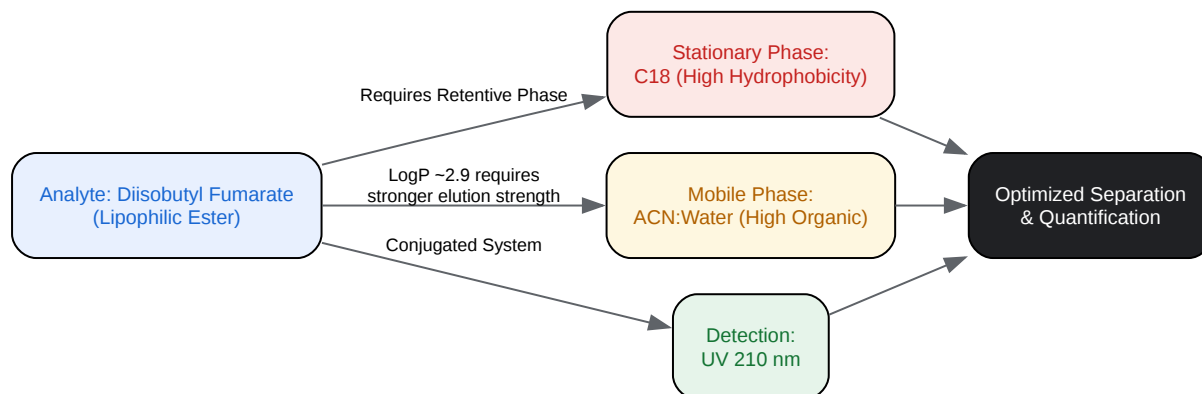 Analyte: Diisobutyl Fumarate
(Lipophilic Ester)
Requires Retentive Phase
LogP ~2.9 requires
stronger elution strength
Conjugated System
Stationary Phase:
C18 (High Hydrophobicity)
Mobile Phase:
ACN:Water (High Organic)
Detection:
UV 210 nm
Optimized Separation
& Quantification